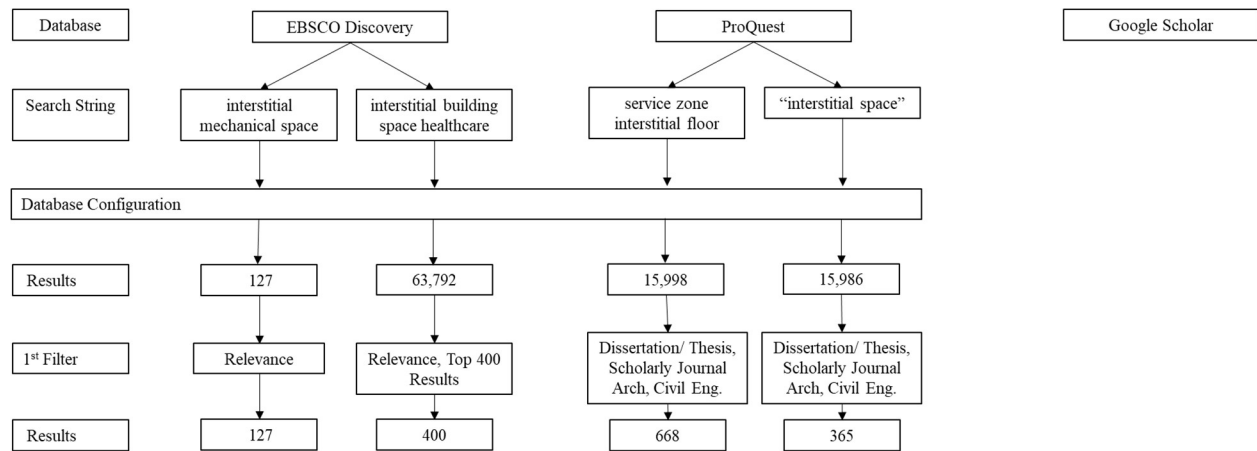 Database
EBSCO Discovery
ProQuest
Google Scholar
Search String
interstitial
mechanical space
interstitial building
space healthcare
service zone
interstitial floor
“interstitial space”
Database Configuration
Results
127
63,792
15,998
15,986
1st Filter
Relevance
Relevance, Top 400
Results
Dissertation/ Thesis,
Scholarly Journal
Arch, Civil Eng.
Dissertation/ Thesis,
Scholarly Journal
Arch, Civil Eng.
Results
127
400
668
365